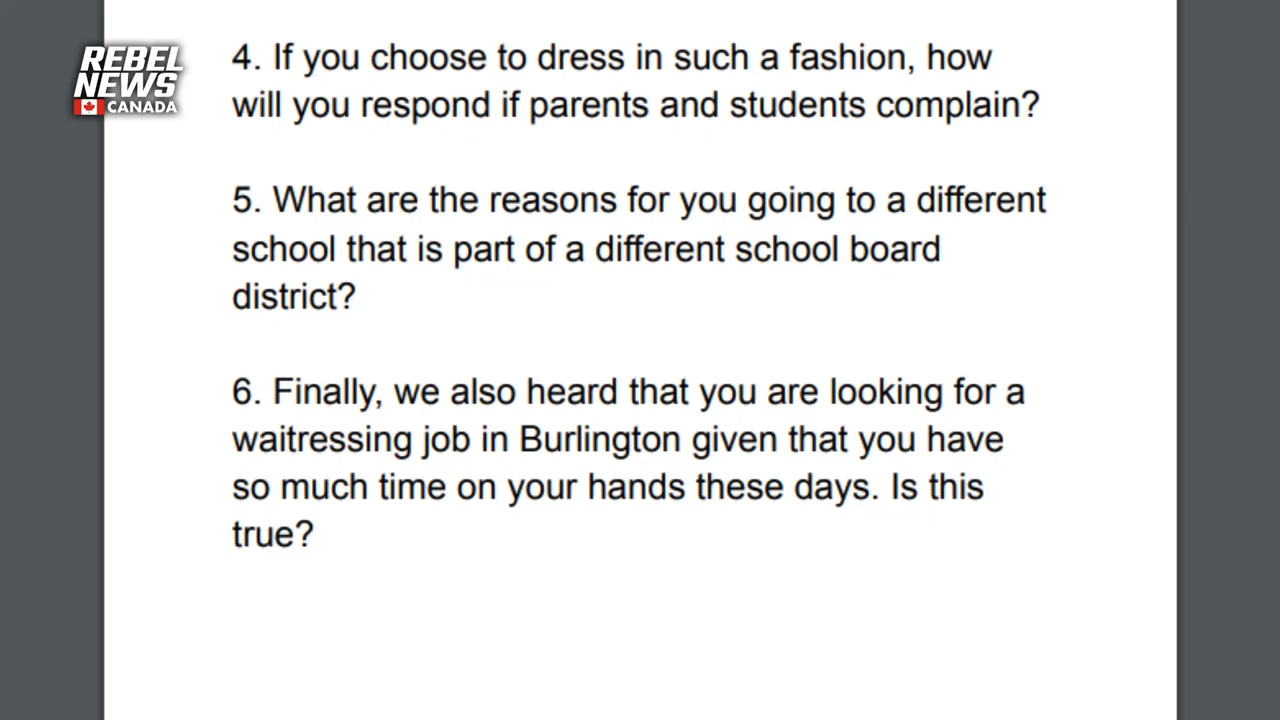 REBEL
NEWS
CANADA
4. If you choose to dress in such a fashion, how
will you respond if parents and students complain?
5. What are the reasons for you going to a different
school that is part of a different school board
district?
6. Finally, we also heard that you are looking for a
waitressing job in Burlington given that you have
so much time on your hands these days. Is this
true?